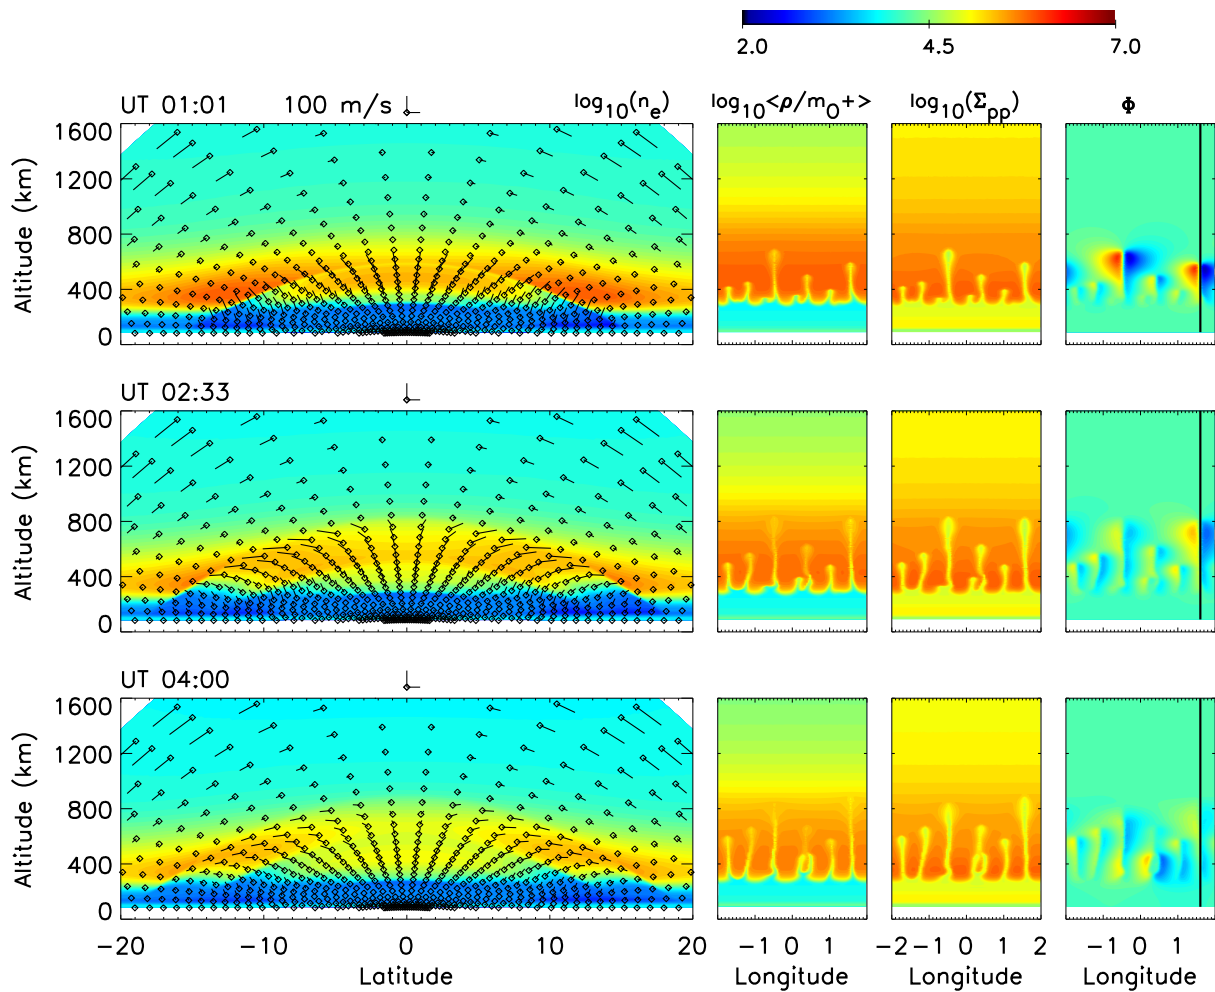 2.0 4.5 7.0
UT 01:01 100 m/s log10(ne) log10<ρ/mO+> log10(Σpp) Φ
1600
1200
800
400
0
Altitude (km)
UT 02:33
1600
1200
800
400
0
Altitude (km)
UT 04:00
1600
1200
800
400
0
Altitude (km)
−20 −10 0 10 20 −1 0 1 −2 −1 0 1 2 −1 0 1
Latitude Longitude Longitude Longitude